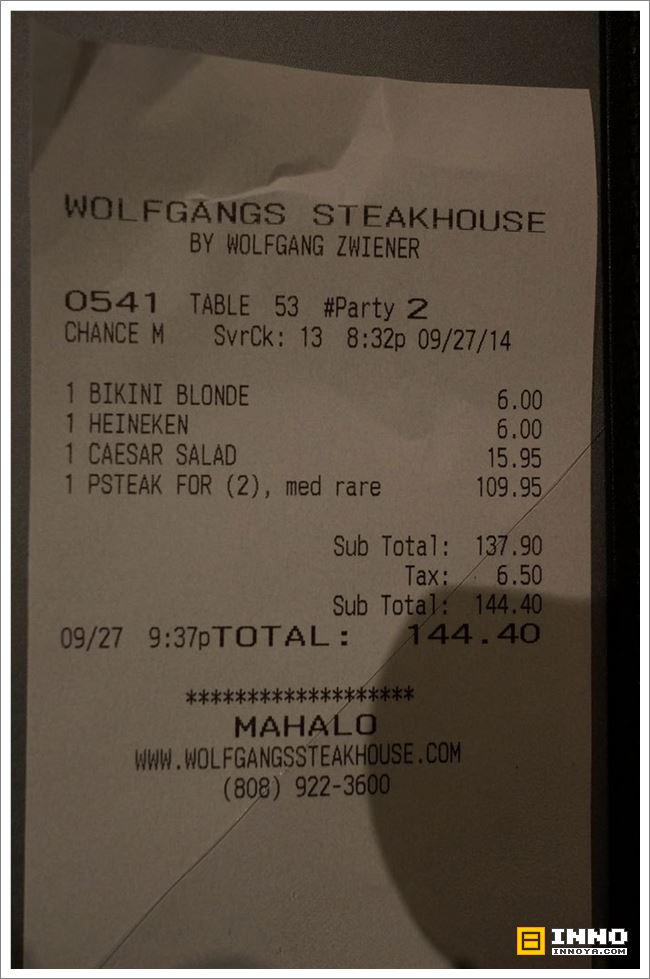 WOLFGANGS STEAKHOUSE
BY WOLFGANG ZWIENER
0541 TABLE 53 #Party 2
CHANCE M SvrCk: 13 8:32p 09/27/14
1 BIKINI BLONDE 6.00
1 HEINEKEN 6.00
1 CAESAR SALAD 15.95
1 PSTEAK FOR (2), med rare 109.95
Sub Total: 137.90
Tax: 6.50
Sub Total: 144.40
09/27 9:37pTOTAL: 144.40
*******************
MAHALO
WWW.WOLFGANGSSTEAKHOUSE.COM
(808) 922-3600
INNO
INNOYA.COM